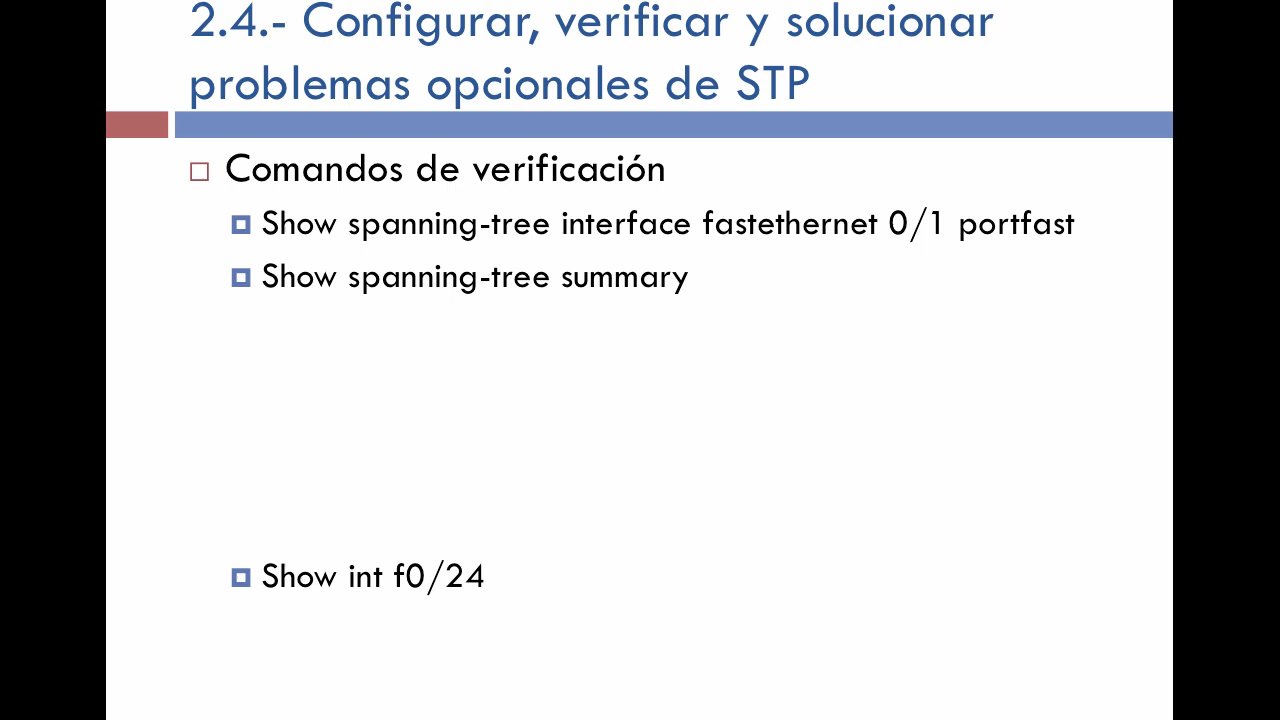 2.4.- Configurar, verificar y solucionar
problemas opcionales de STP
Comandos de verificación
Show spanning-tree interface fastethernet 0/1 portfast
Show spanning-tree summary
Show int f0/24